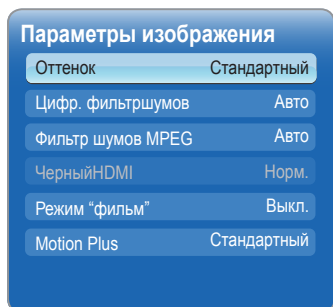 Параметры изображения
Оттенок Стандартный
Цифр. фильтршумов Авто
Фильтр шумов MPEG Авто
ЧерныйHDMI Норм.
Режим “фильм” Выкл.
Motion Plus Стандартный